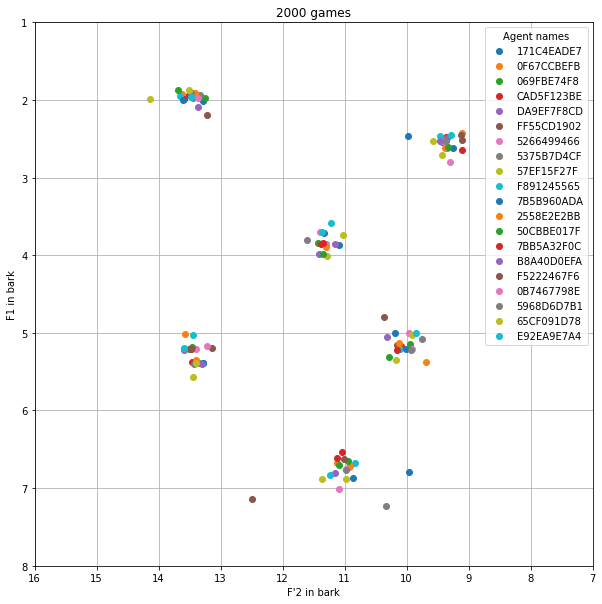 2000 games
1
2
3
4
5
6
7
8
F1 in bark
16 15 14 13 12 11 10 9 8 7
F'2 in bark
Agent names
171C4EADE7
0F67CCBEFB
069FBE74F8
CAD5F123BE
DA9EF7F8CD
FF55CD1902
5266499466
5375B7D4CF
57EF15F27F
F891245565
7B5B960ADA
2558E2E2BB
50CBBE017F
7BB5A32F0C
B8A40D0EFA
F5222467F6
0B7467798E
5968D6D7B1
65CF091D78
E92EA9E7A4